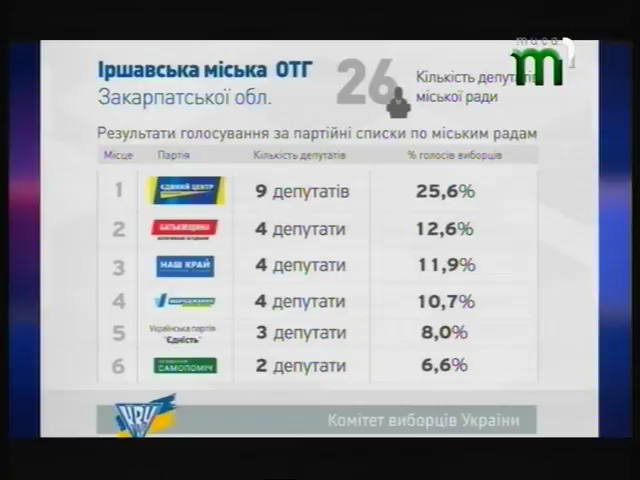 Іршавська міська ОТГ
Закарпатської обл.
26
Кількість депутатів
міської ради
m
Результати голосування за партійні списки по міським радам
Місце Партія Кількість депутатів % голосів виборців
1 ЄДИНИЙ ЦЕНТР 9 депутатів 25,6%
2 БАТЬКІВЩИНА 4 депутати 12,6%
3 НАШ КРАЙ 4 депутати 11,9%
4 ВІДРОДЖЕННЯ 4 депутати 10,7%
5 Українська партія "Єдність" 3 депутати 8,0%
6 САМОПОМІЧ 2 депутати 6,6%
КВУ
Комітет виборців України